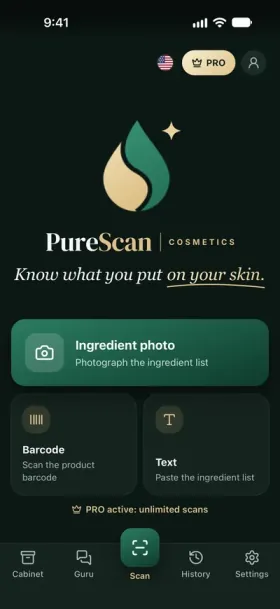 9:41
PRO
PureScan | COSMETICS
Know what you put on your skin.
Ingredient photo
Photograph the ingredient list
Barcode
Scan the product
barcode
Text
Paste the ingredient list
PRO active: unlimited scans
Cabinet
Guru
Scan
History
Settings